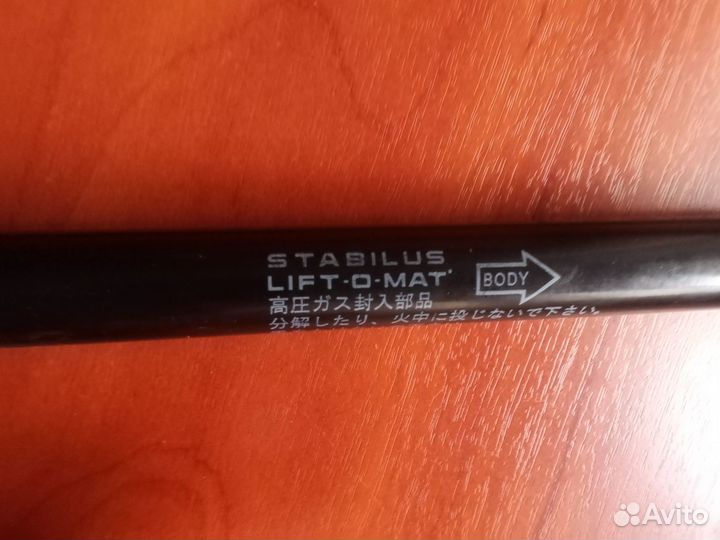 STABILUS
LIFT-O-MAT® BODY
高圧ガス封入部品
分解したり、火中に投じないで下さい。
Avito